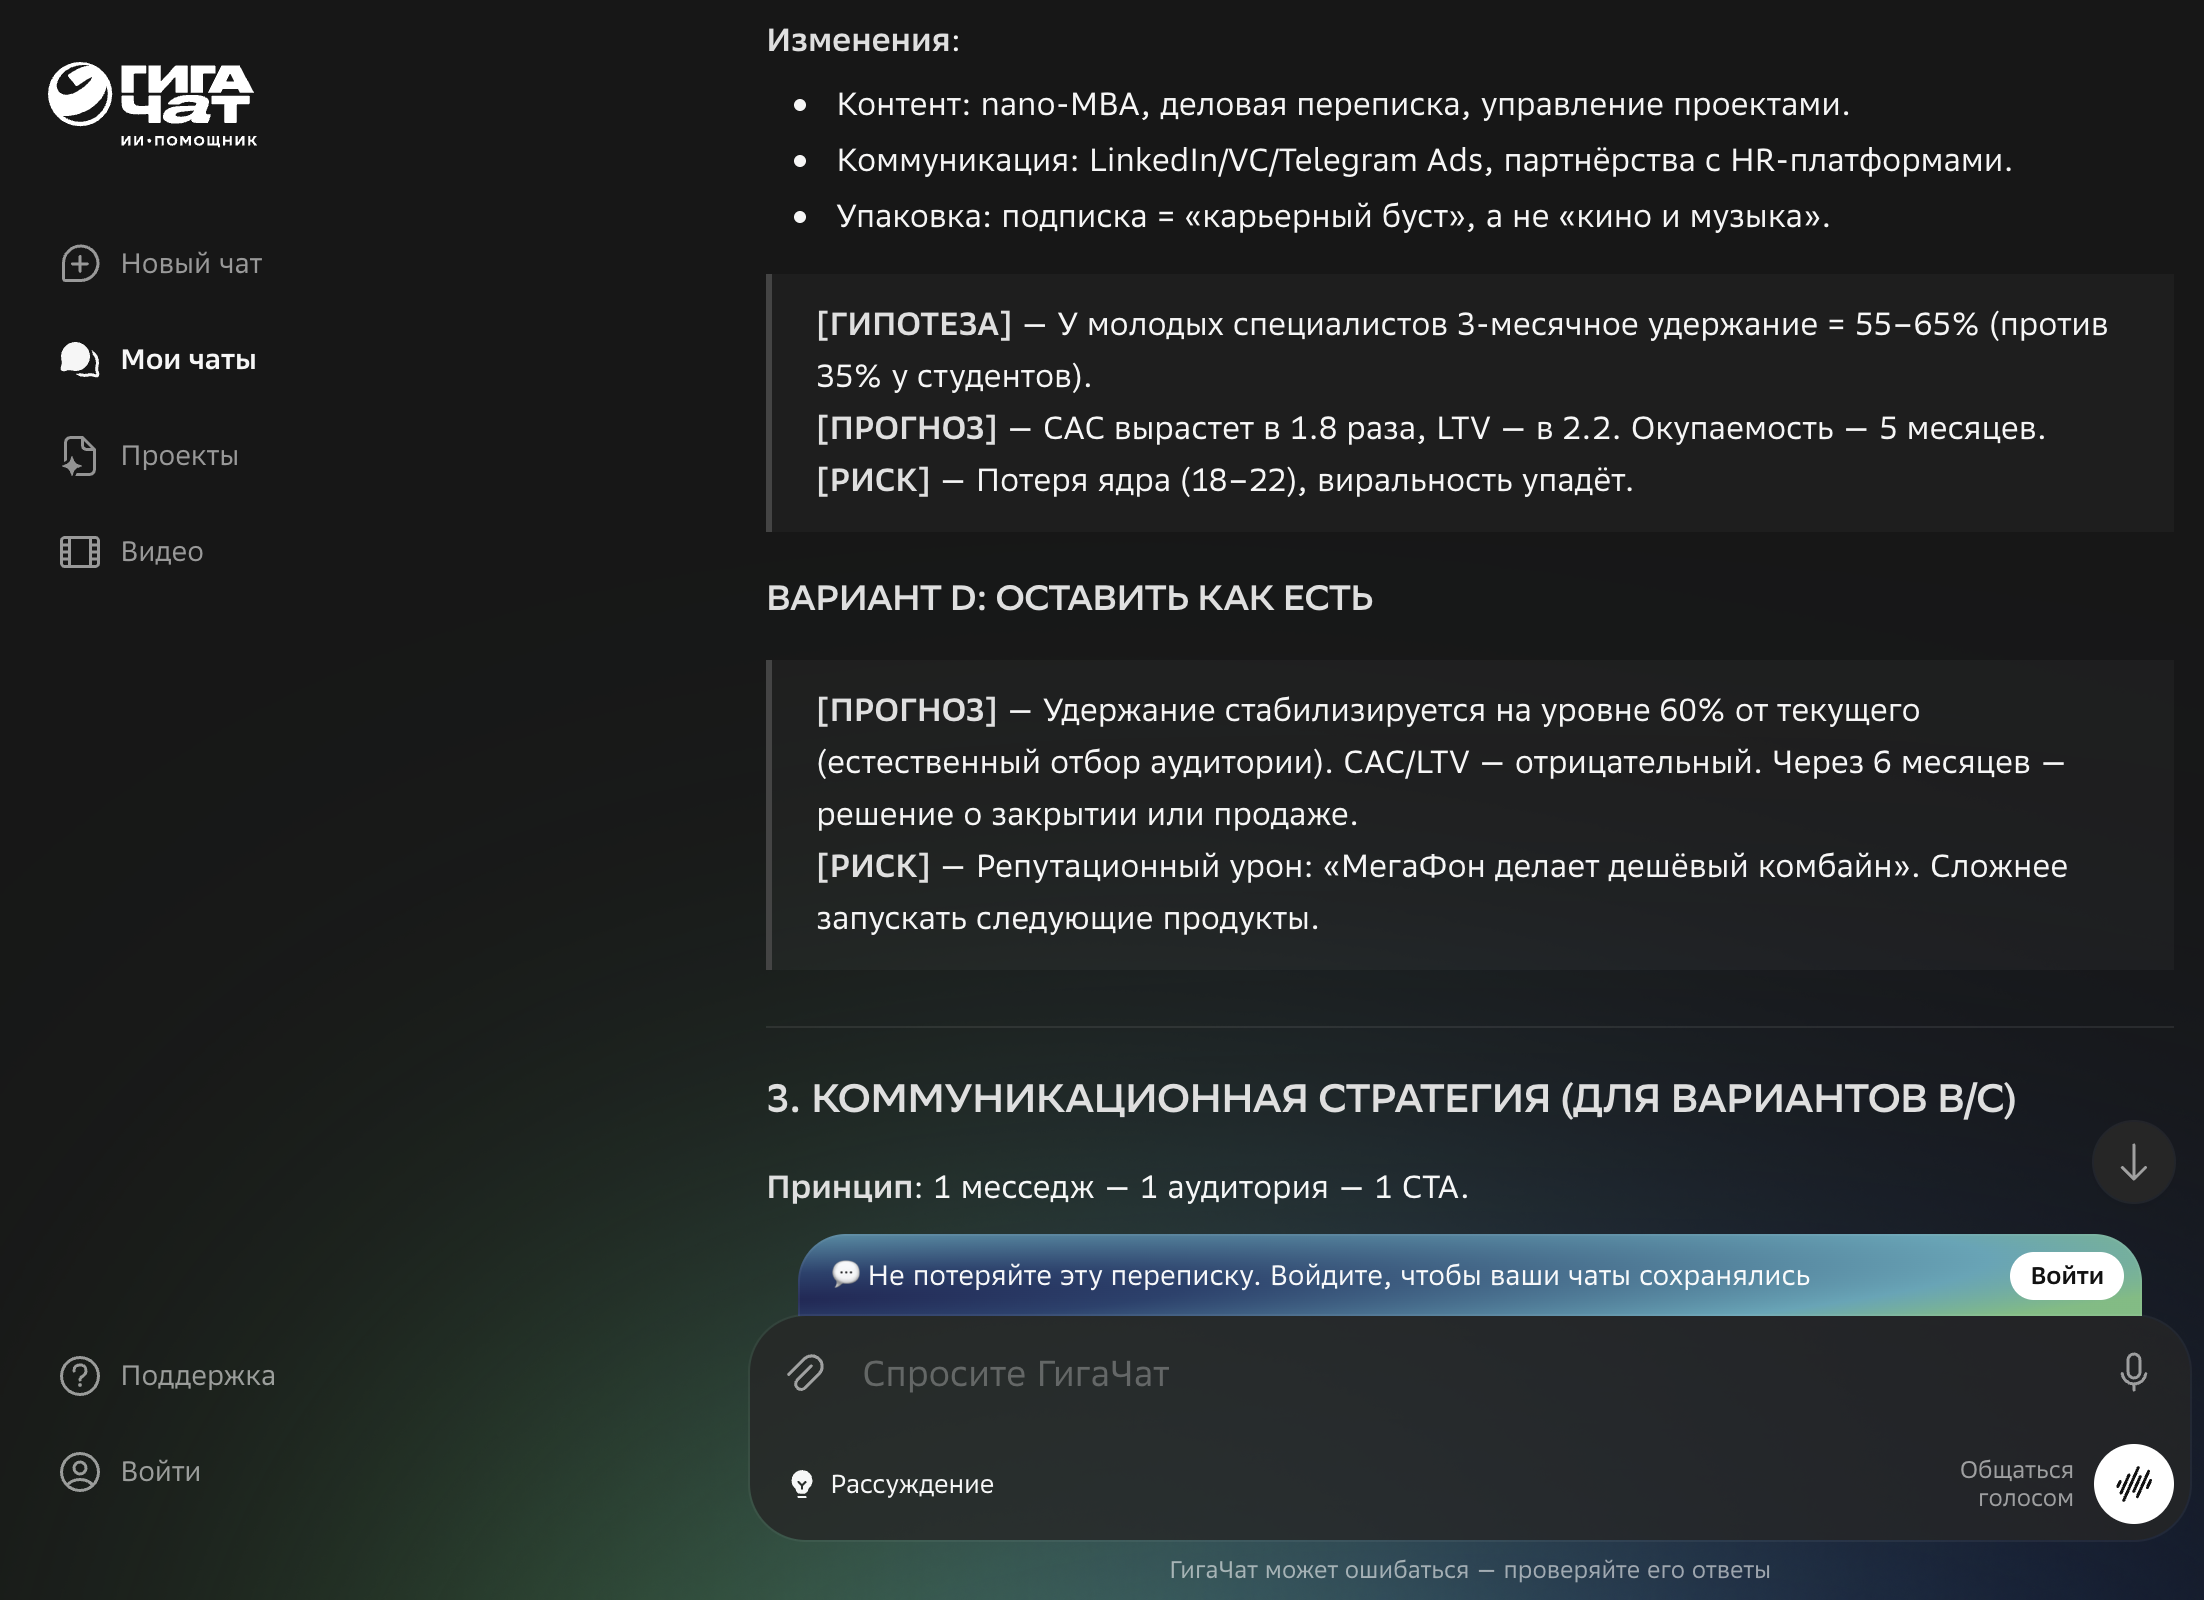 ГИГА
чат
ИИ•ПОМОЩНИК
Новый чат
Мои чаты
Проекты
Видео
Поддержка
Войти
Изменения:
• Контент: nano-MBA, деловая переписка, управление проектами.
• Коммуникация: LinkedIn/VC/Telegram Ads, партнёрства с HR-платформами.
• Упаковка: подписка = «карьерный буст», а не «кино и музыка».
[ГИПОТЕЗА] — У молодых специалистов 3-месячное удержание = 55–65% (против
35% у студентов).
[ПРОГНОЗ] — CAC вырастет в 1.8 раза, LTV — в 2.2. Окупаемость — 5 месяцев.
[РИСК] — Потеря ядра (18–22), виральность упадёт.
ВАРИАНТ D: ОСТАВИТЬ КАК ЕСТЬ
[ПРОГНОЗ] — Удержание стабилизируется на уровне 60% от текущего
(естественный отбор аудитории). CAC/LTV — отрицательный. Через 6 месяцев —
решение о закрытии или продаже.
[РИСК] — Репутационный урон: «МегаФон делает дешёвый комбайн». Сложнее
запускать следующие продукты.
3. КОММУНИКАЦИОННАЯ СТРАТЕГИЯ (ДЛЯ ВАРИАНТОВ B/C)
Принцип: 1 месседж — 1 аудитория — 1 CTA.
Не потеряйте эту переписку. Войдите, чтобы ваши чаты сохранялись
Войти
Спросите ГигаЧат
Рассуждение
Общаться
голосом
ГигаЧат может ошибаться — проверяйте его ответы